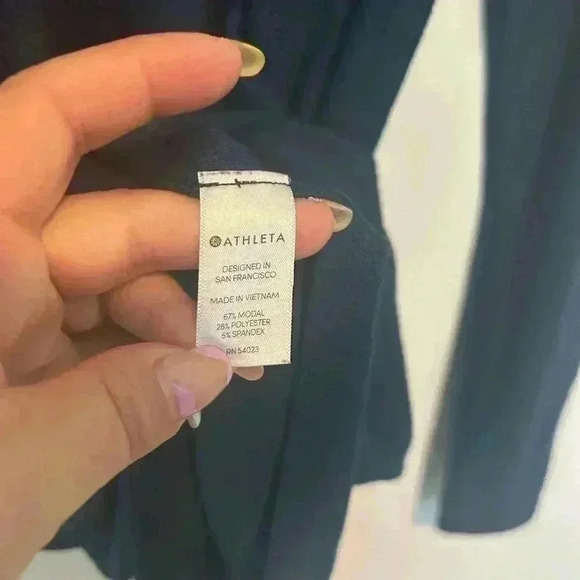 ATHLETA
DESIGNED IN
SAN FRANCISCO
MADE IN VIETNAM
67% MODAL
28% POLYESTER
5% SPANDEX
RN 54023